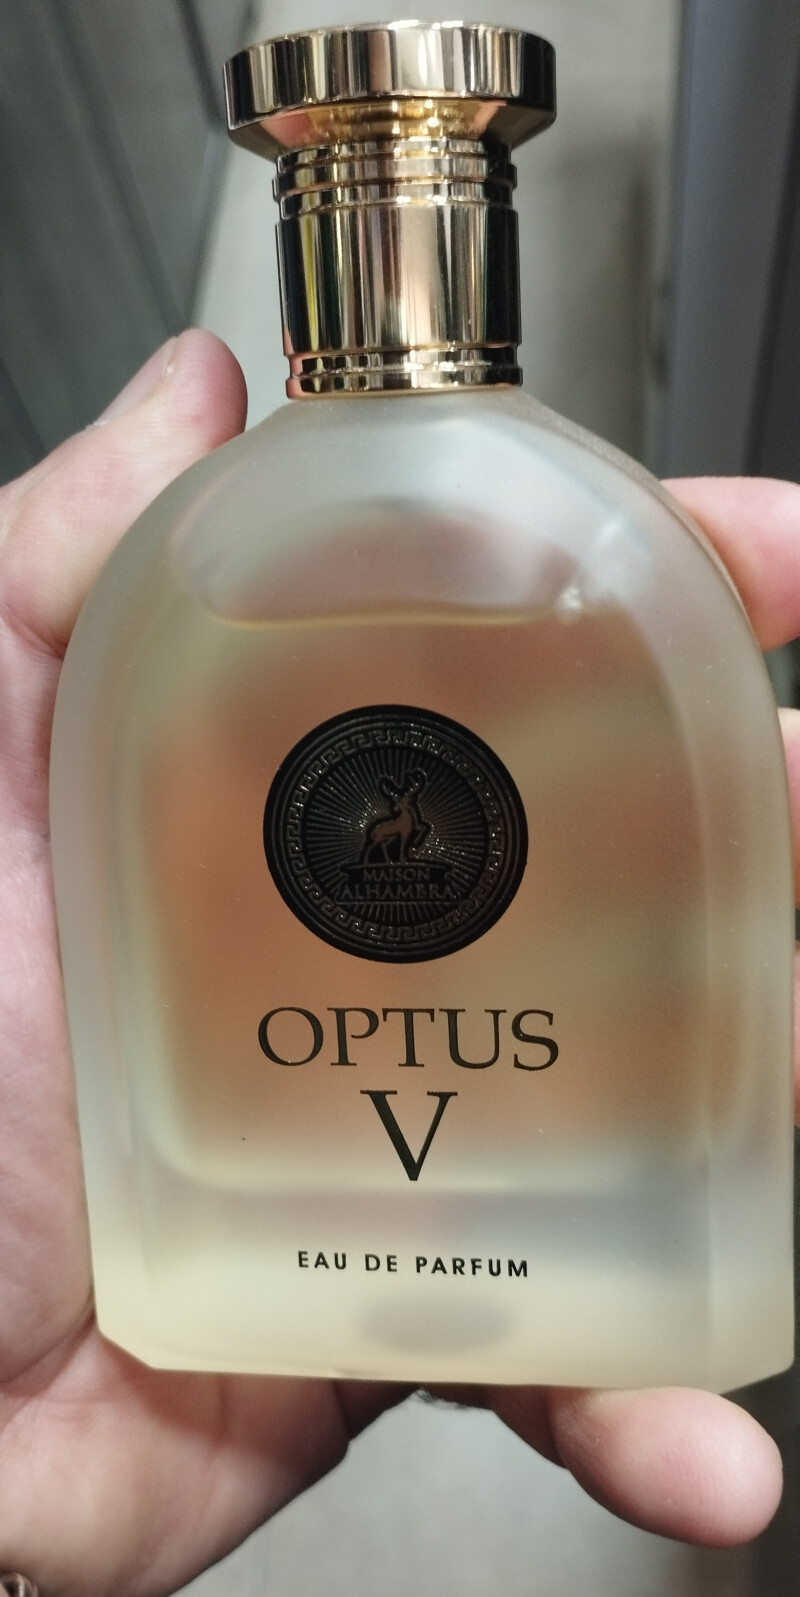 MAISON
ALHAMBRA
OPTUS
V
EAU DE PARFUM